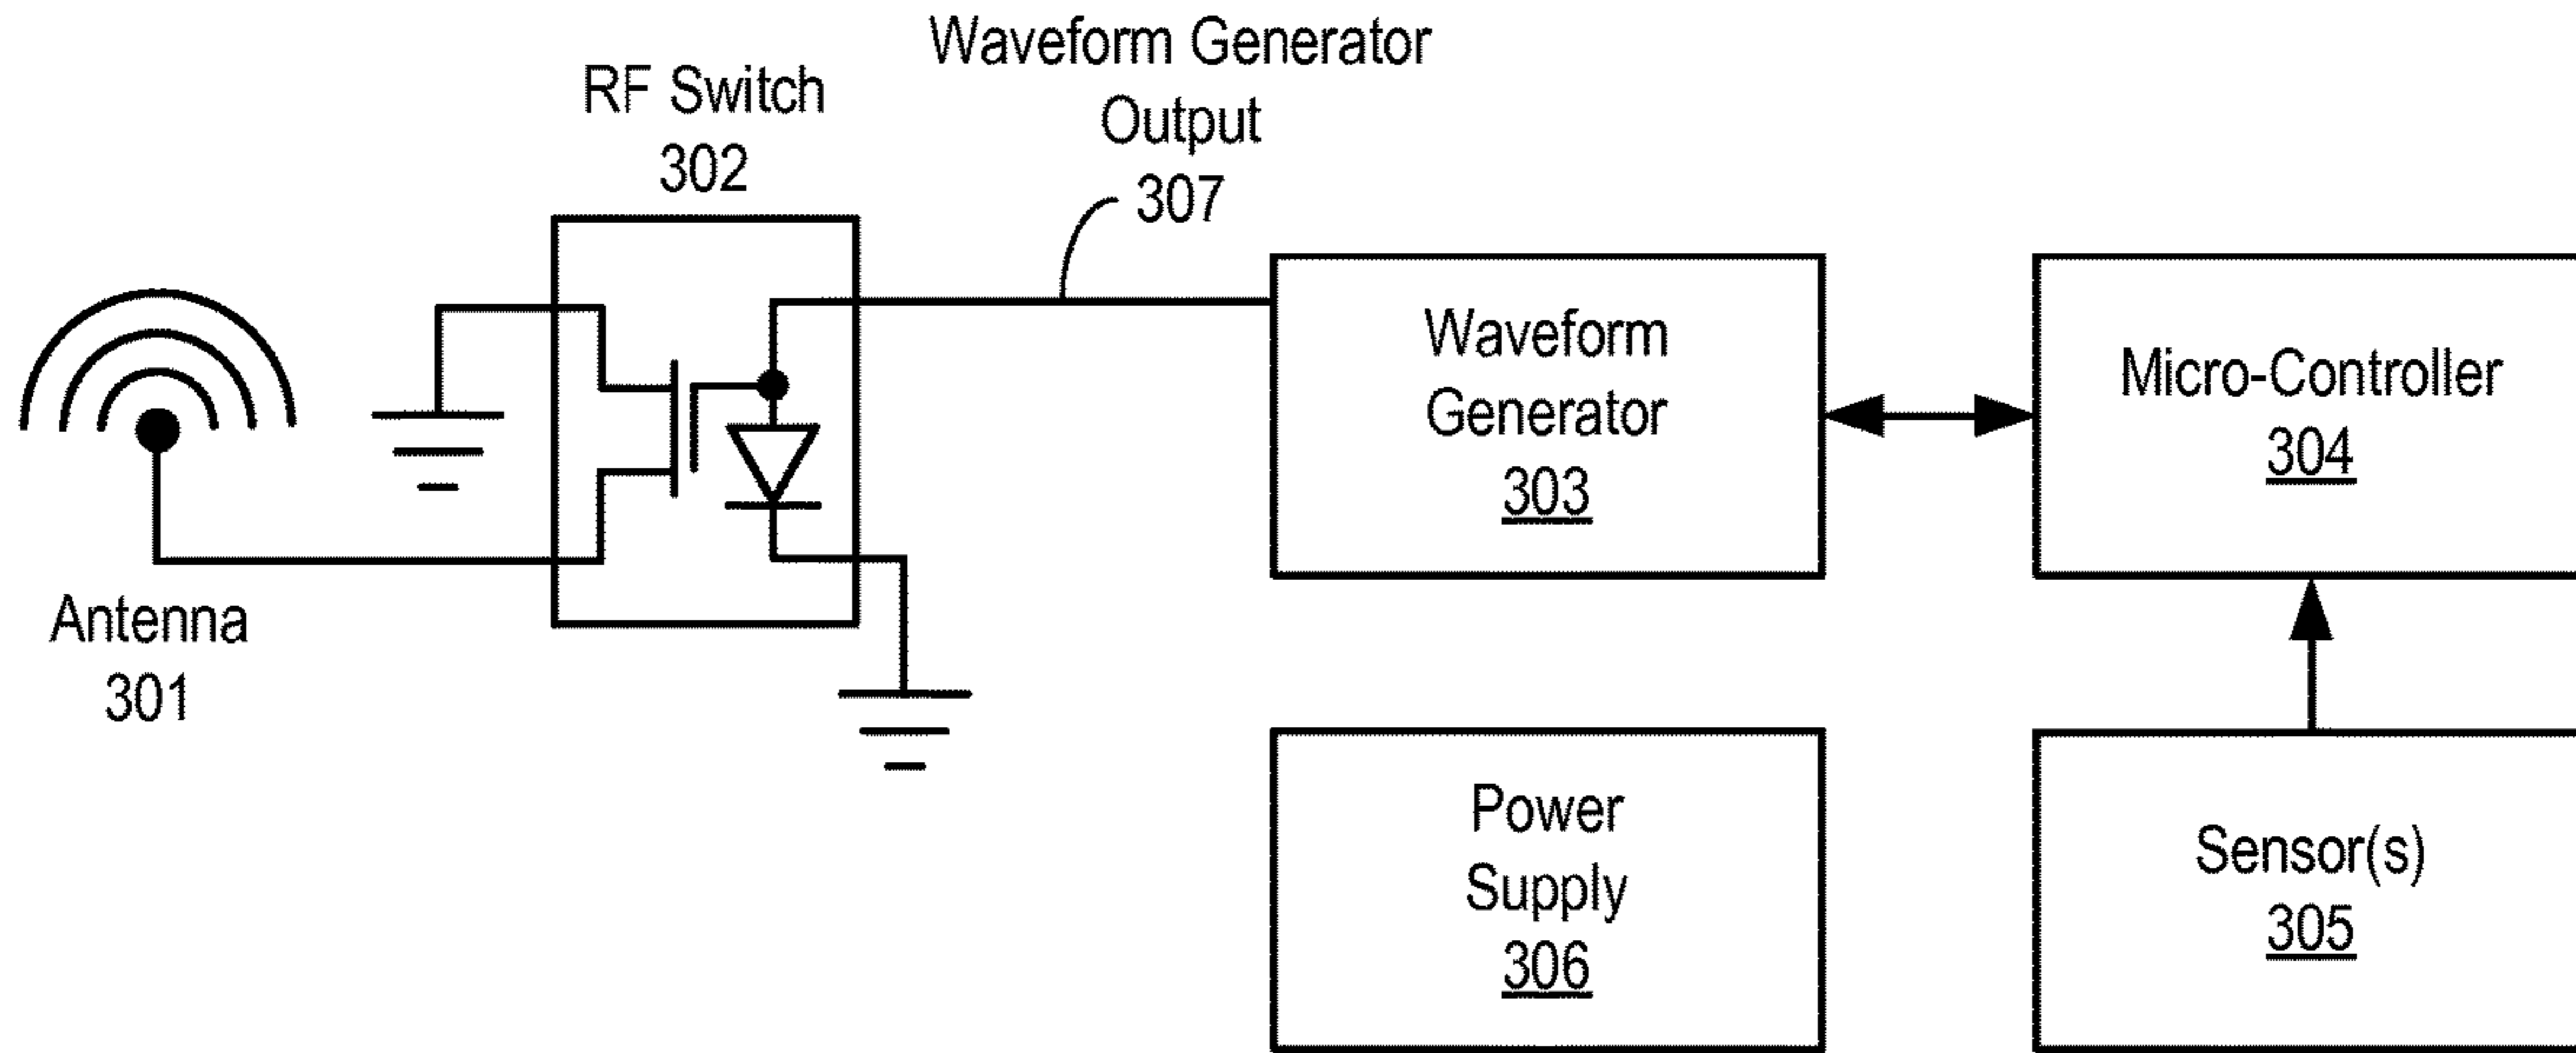 Waveform Generator
Output
307
RF Switch
302
Antenna
301
Waveform
Generator
303
Micro-Controller
304
Power
Supply
306
Sensor(s)
305